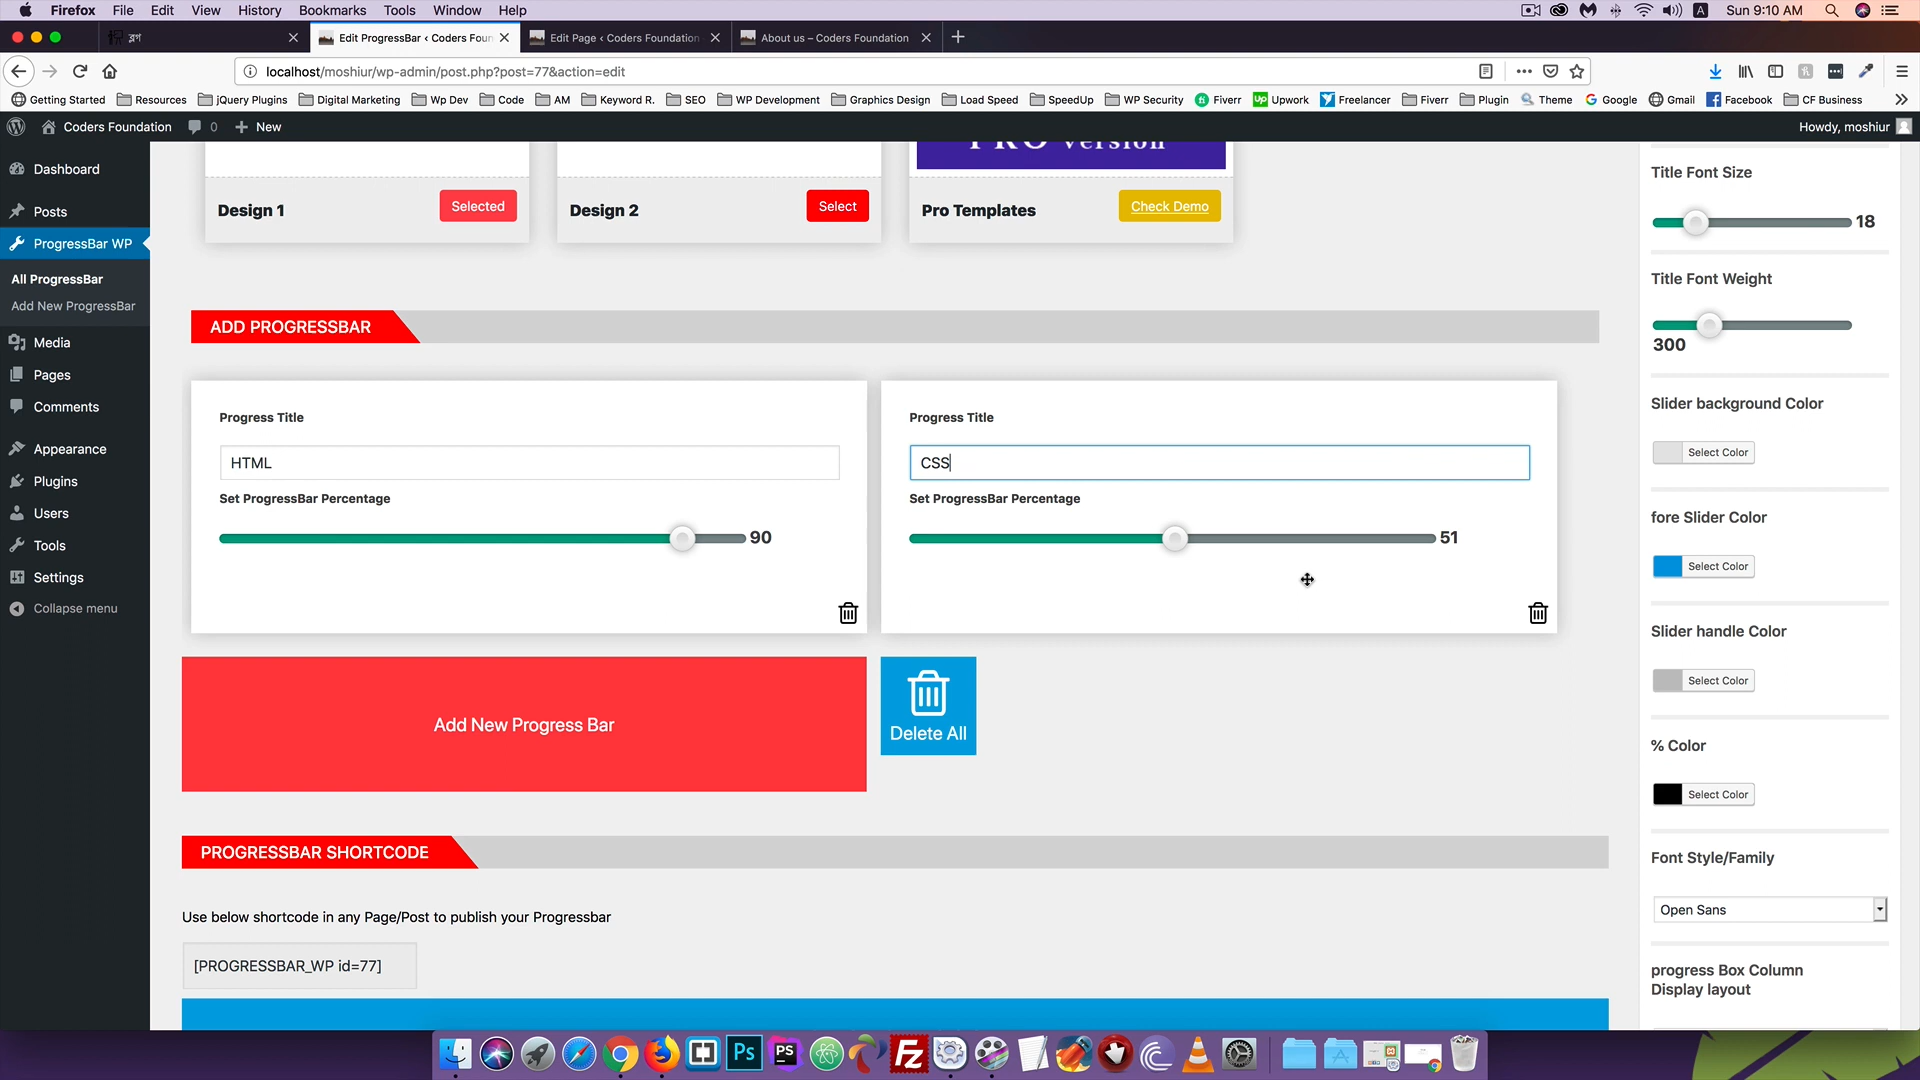 Firefox File Edit View History Bookmarks Tools Window Help A Sun 9:10 AM
ব্লগ Edit ProgressBar ‹ Coders Foun Edit Page ‹ Coders Foundation About us – Coders Foundation
localhost/moshiur/wp-admin/post.php?post=77&action=edit
Getting Started Resources jQuery Plugins Digital Marketing Wp Dev Code AM Keyword R. SEO WP Development Graphics Design Load Speed SpeedUp WP Security Fiverr Upwork Freelancer Fiverr Plugin Theme Google Gmail Facebook CF Business
Coders Foundation 0 New Howdy, moshiur
Dashboard
Posts
ProgressBar WP
All ProgressBar
Add New ProgressBar
Media
Pages
Comments
Appearance
Plugins
Users
Tools
Settings
Collapse menu
PRO Version
Design 1 Selected
Design 2 Select
Pro Templates Check Demo
ADD PROGRESSBAR
Progress Title
HTML
Set ProgressBar Percentage
90
Progress Title
CSS
Set ProgressBar Percentage
51
Add New Progress Bar
Delete All
PROGRESSBAR SHORTCODE
Use below shortcode in any Page/Post to publish your Progressbar
[PROGRESSBAR_WP id=77]
Title Font Size
18
Title Font Weight
300
Slider background Color
Select Color
fore Slider Color
Select Color
Slider handle Color
Select Color
% Color
Select Color
Font Style/Family
Open Sans
progress Box Column
Display layout
Ps PS FZ